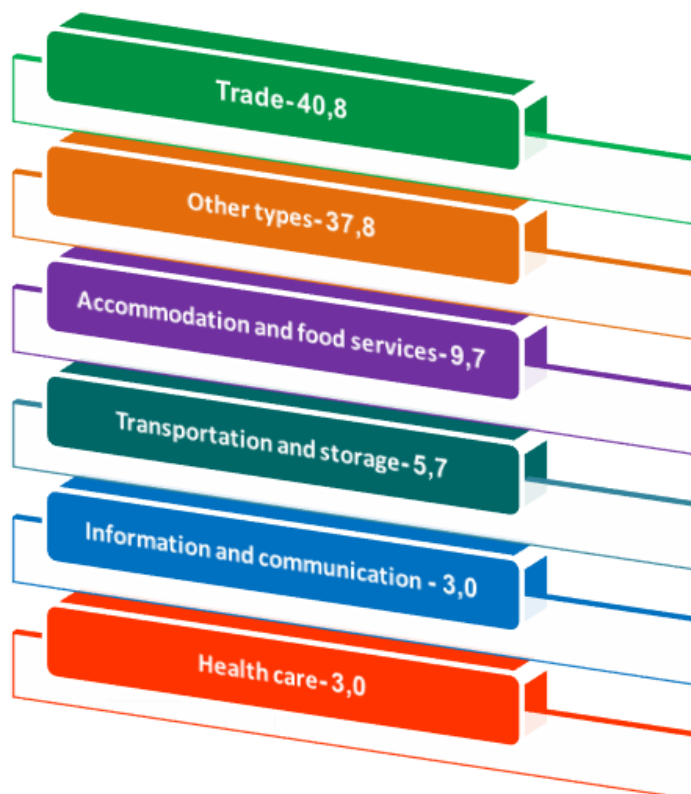 Trade-40,8
Other types-37,8
Accommodation and food services-9,7
Transportation and storage-5,7
Information and communication - 3,0
Health care-3,0